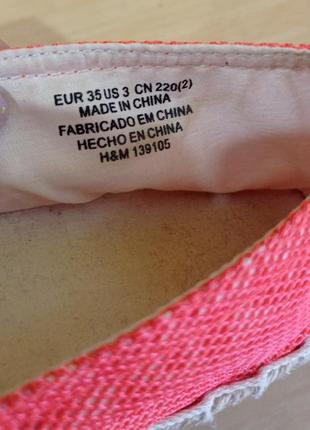 EUR 35 US 3 CN 220(2)
MADE IN CHINA
FABRICADO EM CHINA
HECHO EN CHINA
H&M 139105